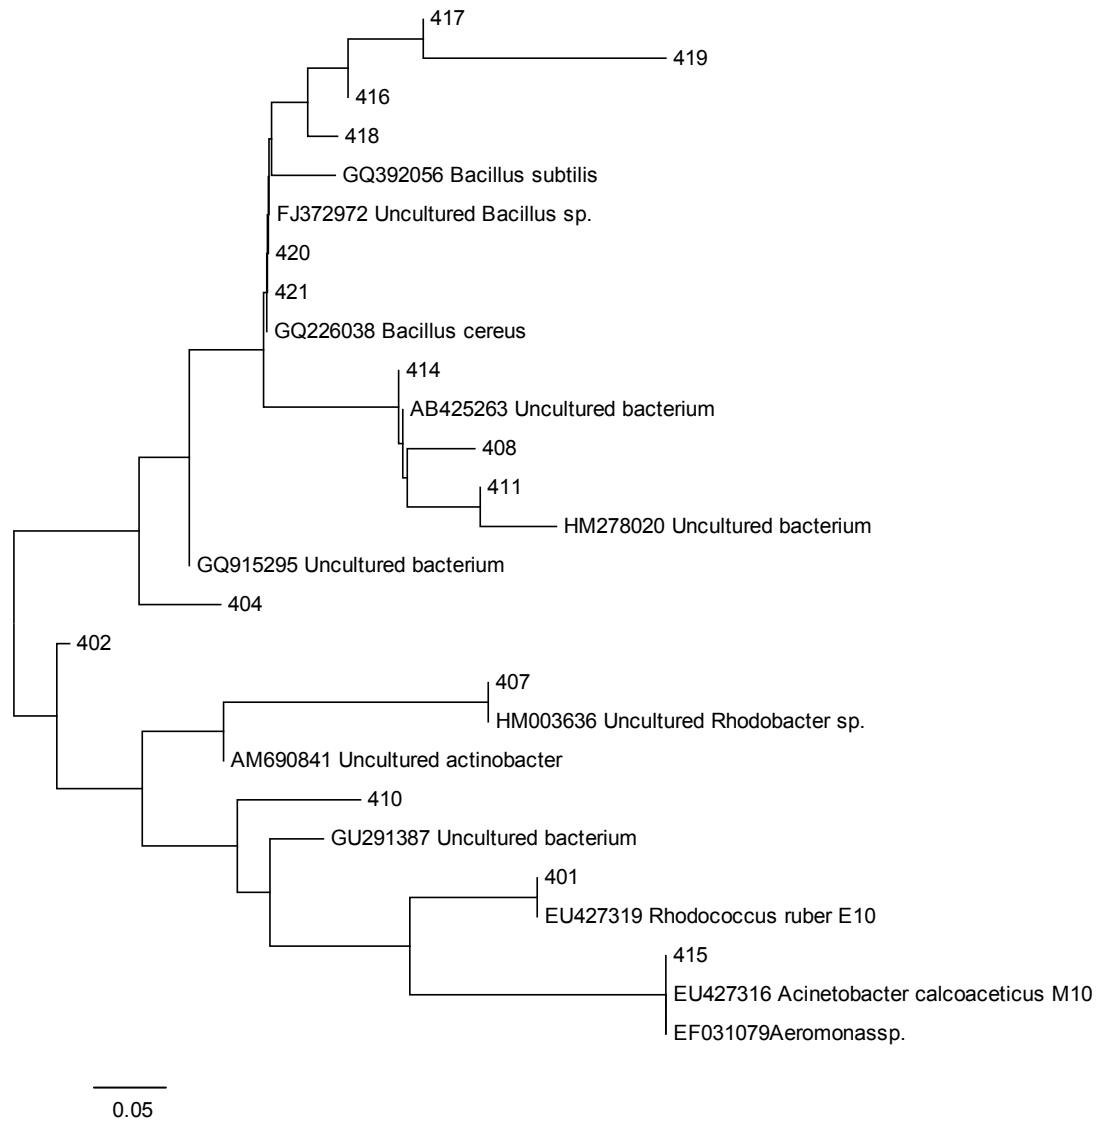 417
419
416
418
GQ392056 Bacillus subtilis
FJ372972 Uncultured Bacillus sp.
420
421
GQ226038 Bacillus cereus
414
AB425263 Uncultured bacterium
408
411
HM278020 Uncultured bacterium
GQ915295 Uncultured bacterium
404
402
407
HM003636 Uncultured Rhodobacter sp.
AM690841 Uncultured actinobacter
410
GU291387 Uncultured bacterium
401
EU427319 Rhodococcus ruber E10
415
EU427316 Acinetobacter calcoaceticus M10
EF031079Aeromonassp.
0.05